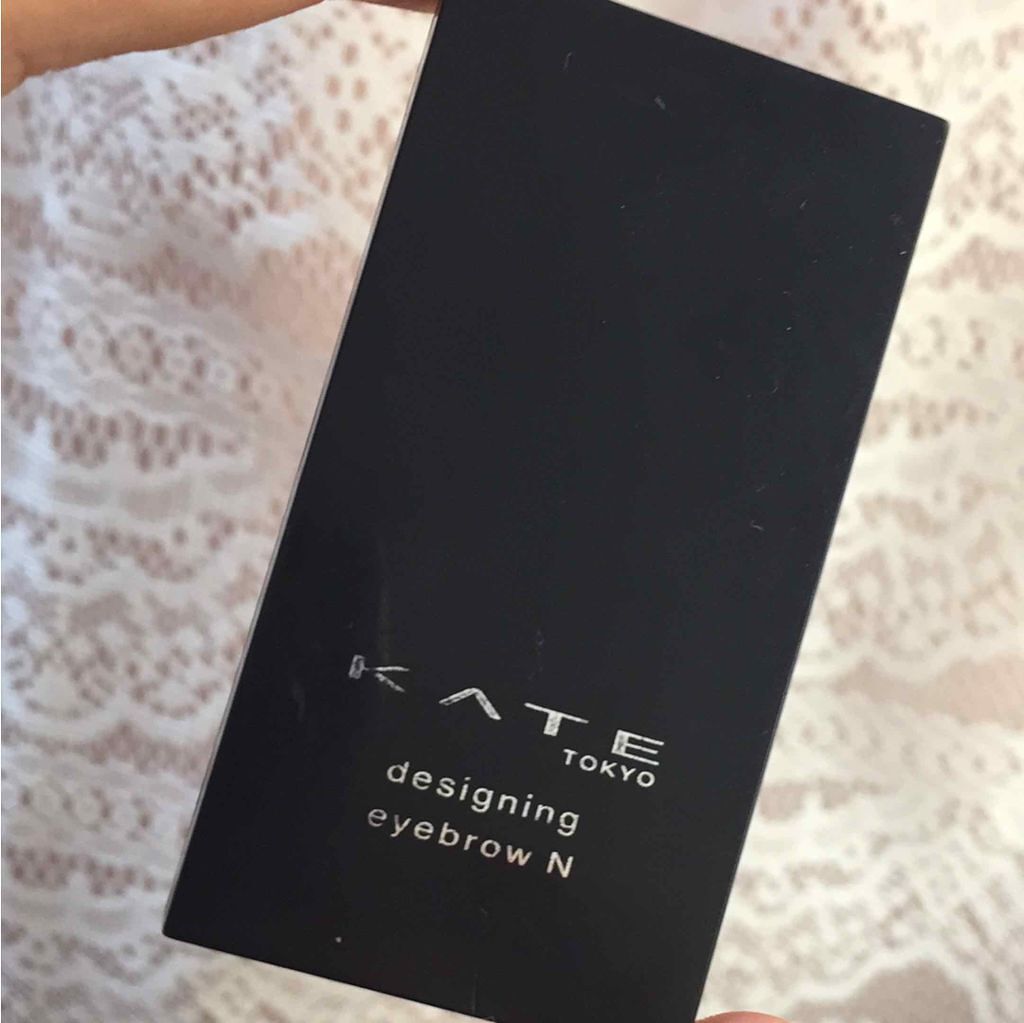 KATE
TOKYO
designing
eyebrow N